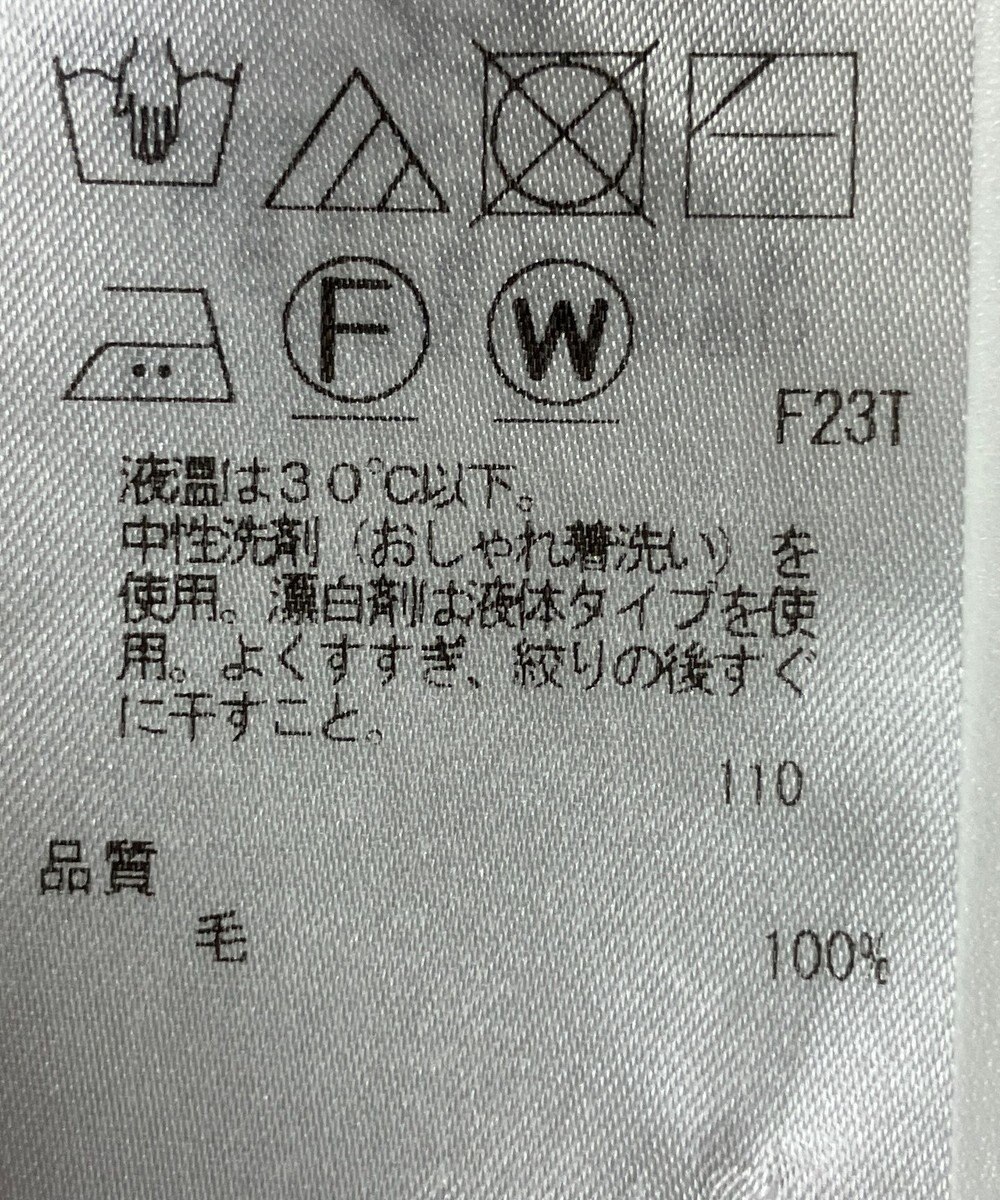 F W
F23T
液温は30℃以下。
中性洗剤（おしゃれ着洗い）を
使用。漂白剤は液体タイプを使
用。よくすすぎ、絞りの後すぐ
に干すこと。
110
品質
毛 100%